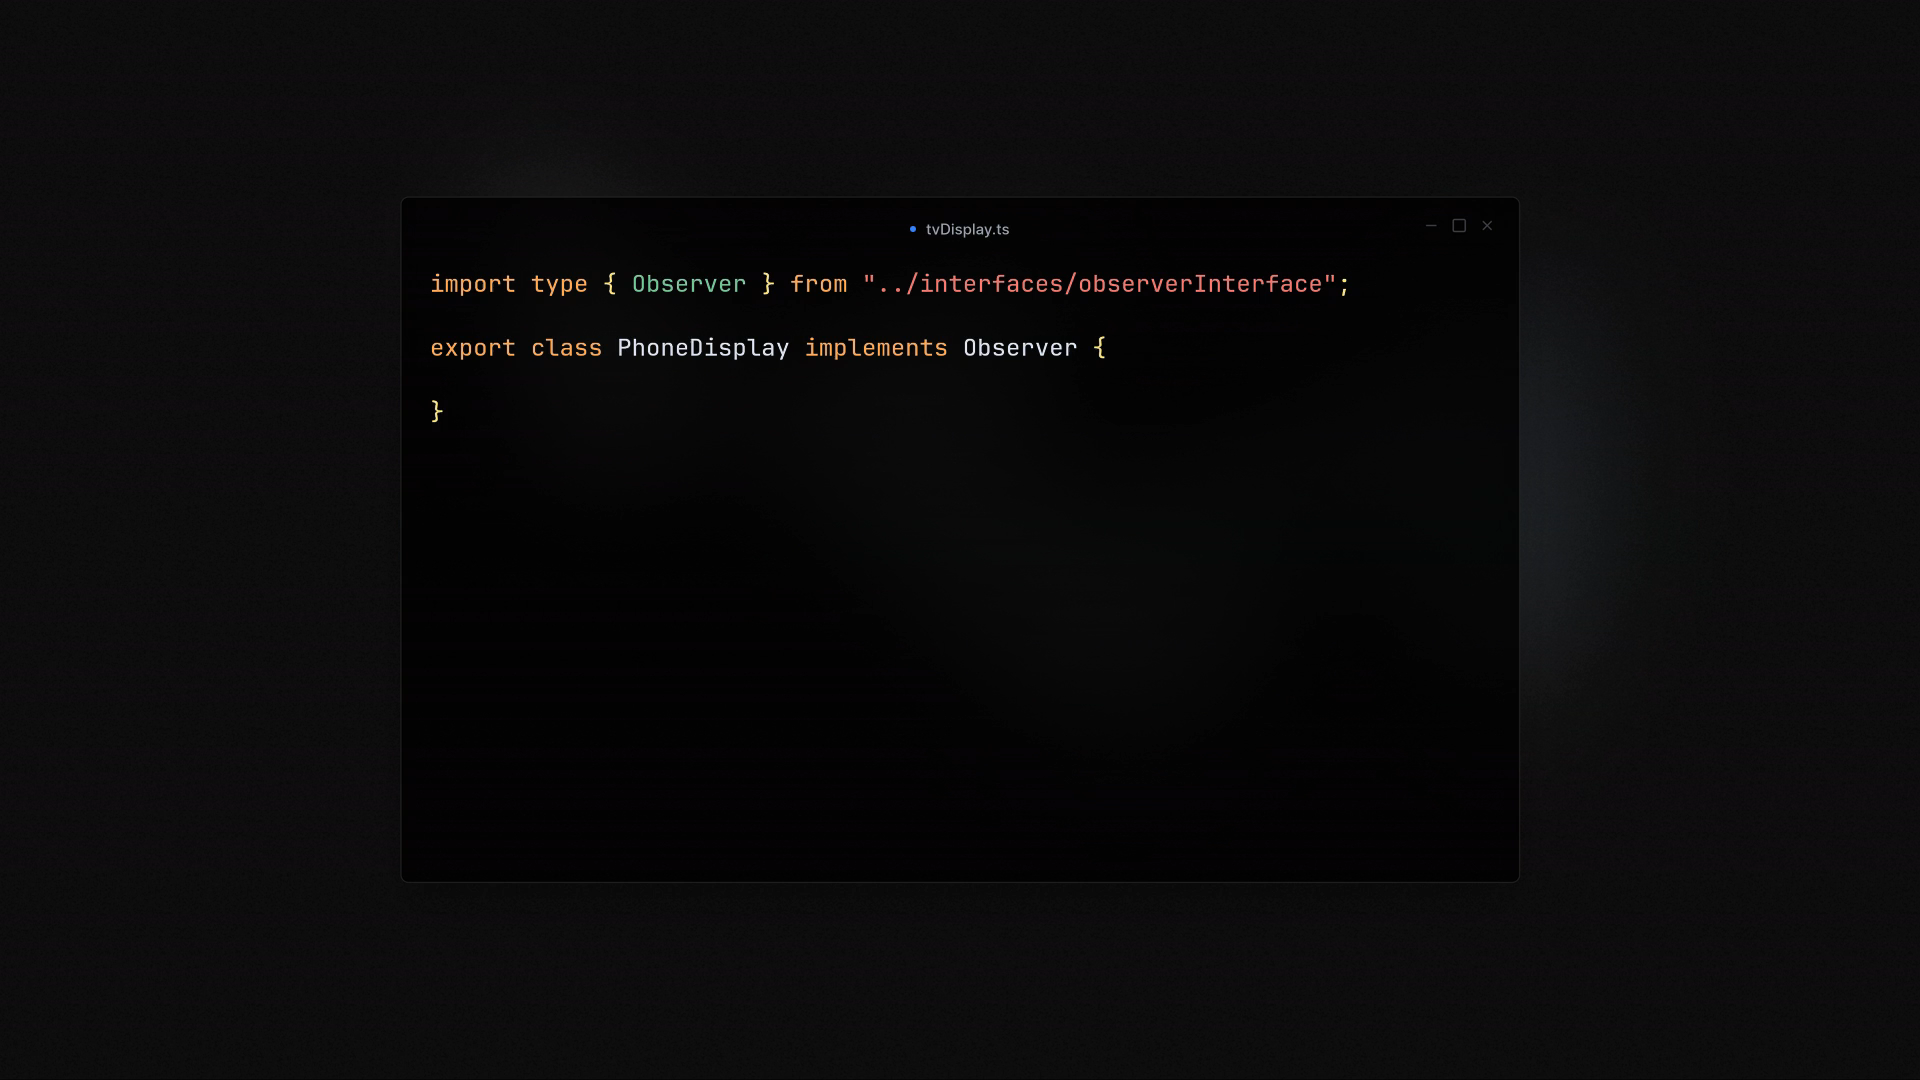 tvDisplay.ts
import type { Observer } from "../interfaces/observerInterface";
export class PhoneDisplay implements Observer {
}